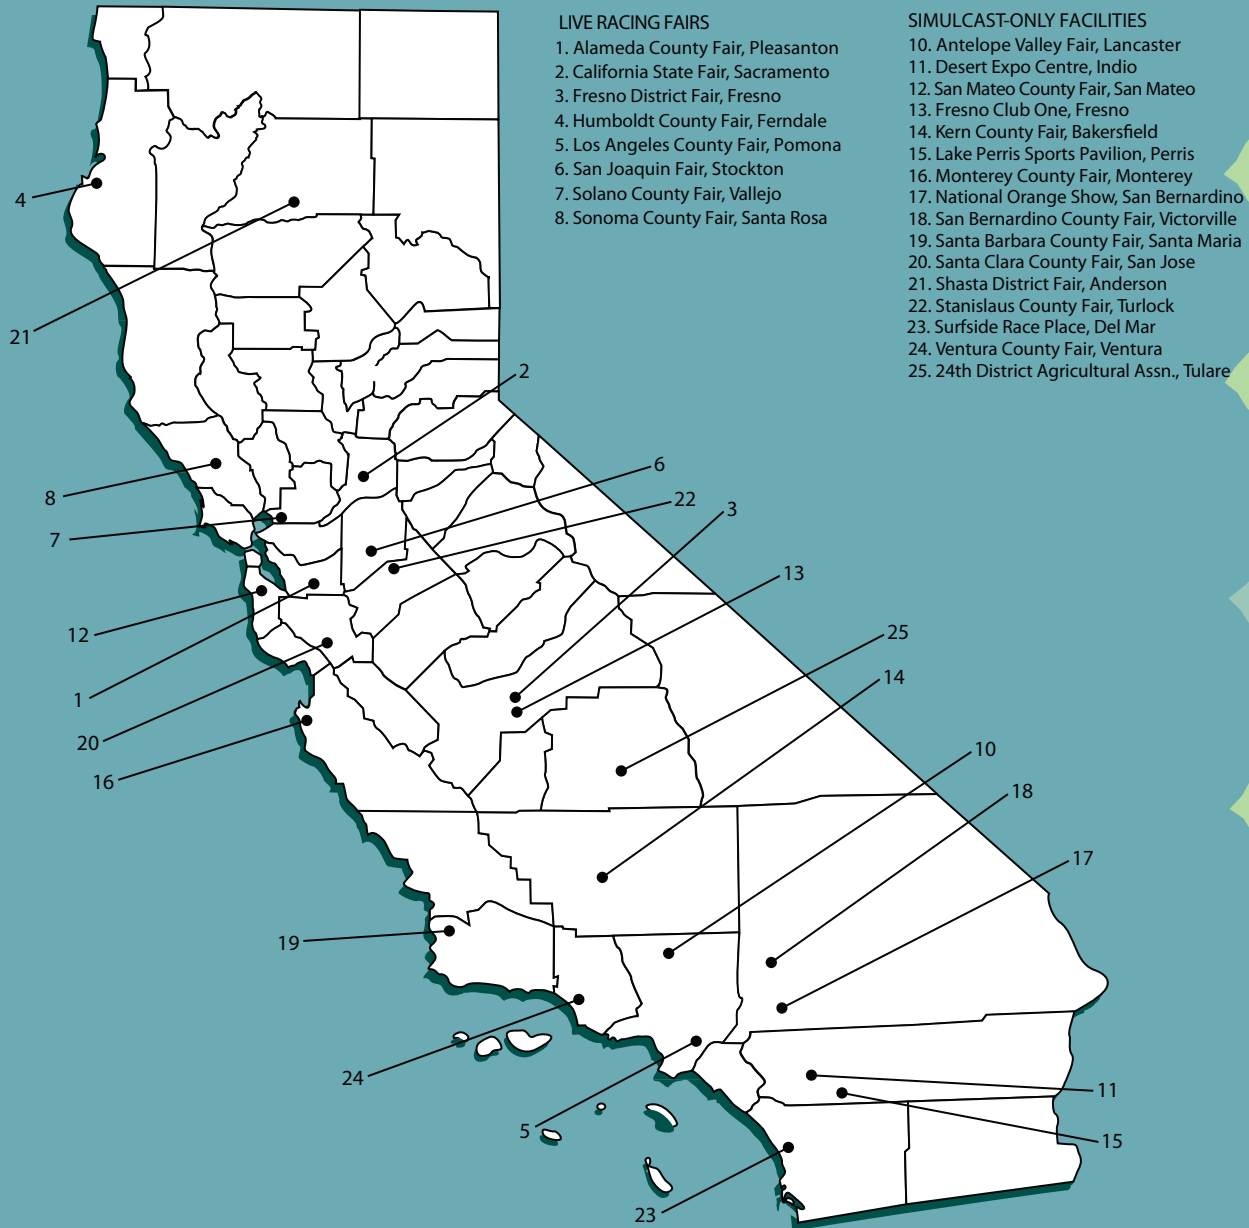 LIVE RACING FAIRS
1. Alameda County Fair, Pleasanton
2. California State Fair, Sacramento
3. Fresno District Fair, Fresno
4. Humboldt County Fair, Ferndale
5. Los Angeles County Fair, Pomona
6. San Joaquin Fair, Stockton
7. Solano County Fair, Vallejo
8. Sonoma County Fair, Santa Rosa
SIMULCAST-ONLY FACILITIES
10. Antelope Valley Fair, Lancaster
11. Desert Expo Centre, Indio
12. San Mateo County Fair, San Mateo
13. Fresno Club One, Fresno
14. Kern County Fair, Bakersfield
15. Lake Perris Sports Pavilion, Perris
16. Monterey County Fair, Monterey
17. National Orange Show, San Bernardino
18. San Bernardino County Fair, Victorville
19. Santa Barbara County Fair, Santa Maria
20. Santa Clara County Fair, San Jose
21. Shasta District Fair, Anderson
22. Stanislaus County Fair, Turlock
23. Surfside Race Place, Del Mar
24. Ventura County Fair, Ventura
25. 24th District Agricultural Assn., Tulare
4
21
2
6
8
22
3
7
13
12
25
14
1
20
10
16
18
17
19
24
11
5
15
23